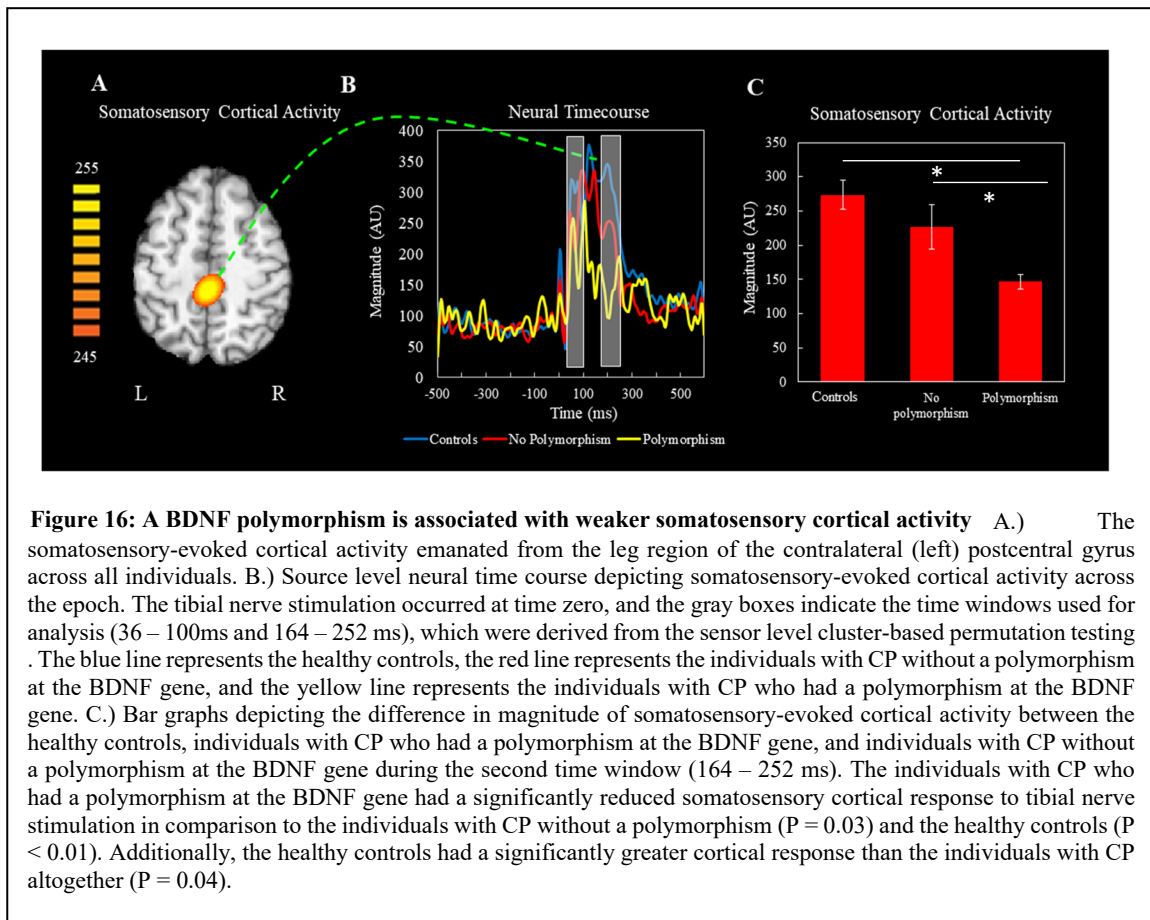 A
Somatosensory Cortical Activity
255
245
L
R
B
Neural Timecourse
Magnitude (AU)
400
350
300
250
200
150
100
50
0
-500
-300
-100
100
300
500
Time (ms)
Controls
No Polymorphism
Polymorphism
C
Somatosensory Cortical Activity
Magnitude (AU)
350
300
250
200
150
100
50
0
*
*
Controls
No
polymorphism
Polymorphism
Figure 16: A BDNF polymorphism is associated with weaker somatosensory cortical activity A.) The
somatosensory-evoked cortical activity emanated from the leg region of the contralateral (left) postcentral gyrus
across all individuals. B.) Source level neural time course depicting somatosensory-evoked cortical activity across
the epoch. The tibial nerve stimulation occurred at time zero, and the gray boxes indicate the time windows used for
analysis (36 – 100ms and 164 – 252 ms), which were derived from the sensor level cluster-based permutation testing
. The blue line represents the healthy controls, the red line represents the individuals with CP without a polymorphism
at the BDNF gene, and the yellow line represents the individuals with CP who had a polymorphism at the BDNF
gene. C.) Bar graphs depicting the difference in magnitude of somatosensory-evoked cortical activity between the
healthy controls, individuals with CP who had a polymorphism at the BDNF gene, and individuals with CP without
a polymorphism at the BDNF gene during the second time window (164 – 252 ms). The individuals with CP who
had a polymorphism at the BDNF gene had a significantly reduced somatosensory cortical response to tibial nerve
stimulation in comparison to the individuals with CP without a polymorphism (P = 0.03) and the healthy controls (P
< 0.01). Additionally, the healthy controls had a significantly greater cortical response than the individuals with CP
altogether (P = 0.04).